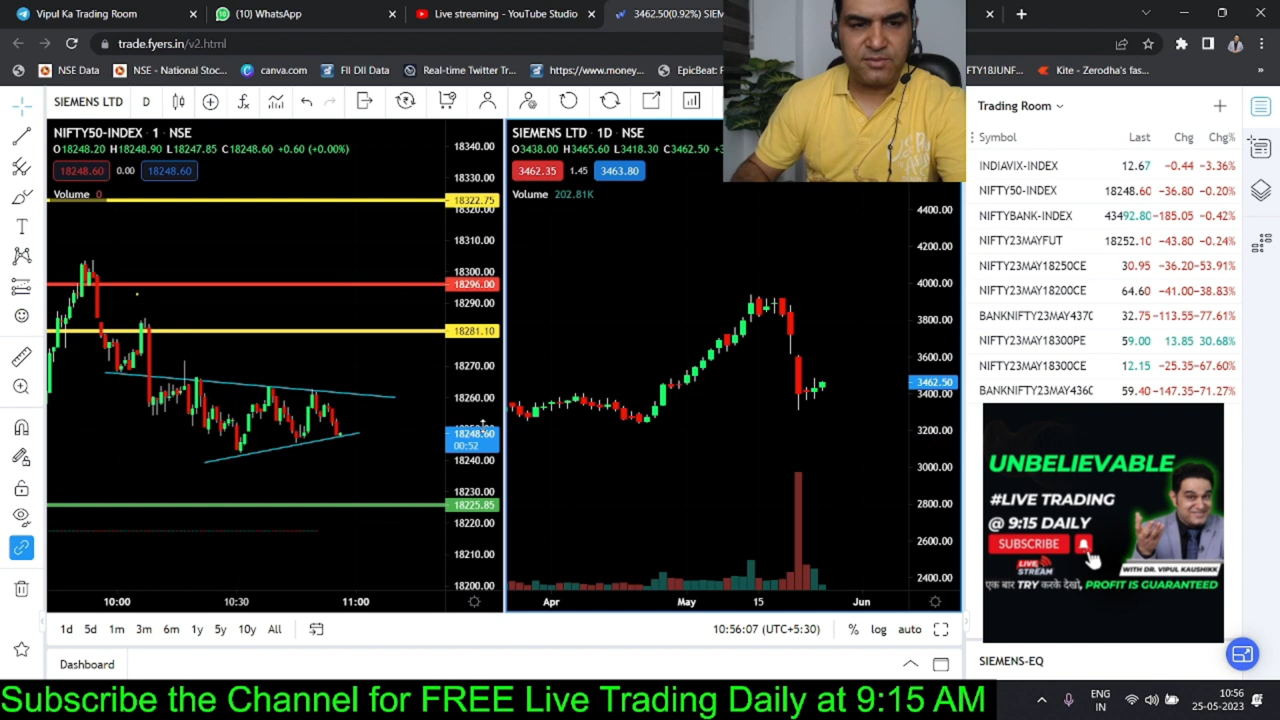 Vipul Ka Trading Room
(10) WhatsApp
Live streaming - YouTube Studio
3462.50(0.92%) SIEM
trade.fyers.in/v2.html
NSE Data
NSE - National Stoc...
canva.com
FII DII Data
Real-time Twitter Tr...
https://www.money...
EpicBeat: F
FTY18JUNF...
Kite - Zerodha's fas...
»
SIEMENS LTD
D
Trading Room
NIFTY50-INDEX · 1 · NSE
O18248.20 H18248.90 L18247.85 C18248.60 +0.60 (+0.00%)
18248.60
0.00
18248.60
Volume 0
18340.00
18330.00
18322.75
18320.00
18310.00
18300.00
18296.00
18290.00
18281.10
18270.00
18260.00
18248.60
00:52
18240.00
18230.00
18225.85
18220.00
18210.00
18200.00
10:00
10:30
11:00
SIEMENS LTD · 1D · NSE
O3438.00 H3465.60 L3418.30 C3462.50
3462.35
1.45
3463.80
Volume 202.81K
4400.00
4200.00
4000.00
3800.00
3600.00
3462.50
3400.00
3200.00
3000.00
2800.00
2600.00
2400.00
Apr
May
15
Jun
Symbol Last Chg Chg%
INDIAVIX-INDEX 12.67 −0.44 −3.36%
NIFTY50-INDEX 18248.60 −36.80 −0.20%
NIFTYBANK-INDEX 43492.80 −185.05 −0.42%
NIFTY23MAYFUT 18252.10 −43.80 −0.24%
NIFTY23MAY18250CE 30.95 −36.20 −53.91%
NIFTY23MAY18200CE 64.60 −41.00 −38.83%
BANKNIFTY23MAY437C 32.75 −113.55 −77.61%
NIFTY23MAY18300PE 59.00 13.85 30.68%
NIFTY23MAY18300CE 12.15 −25.35 −67.60%
BANKNIFTY23MAY436C 59.40 −147.35 −71.27%
UNBELIEVABLE
#LIVE TRADING
@ 9:15 DAILY
SUBSCRIBE
LIVE
STREAM
WITH DR. VIPUL KAUSHIKK
एक बार TRY करके देखो, PROFIT IS GUARANTEED
1d 5d 1m 3m 6m 1y 5y 10y All
10:56:07 (UTC+5:30)
% log auto
Dashboard
SIEMENS-EQ
Subscribe the Channel for FREE Live Trading Daily at 9:15 AM
ENG
IN
10:56
25-05-2023